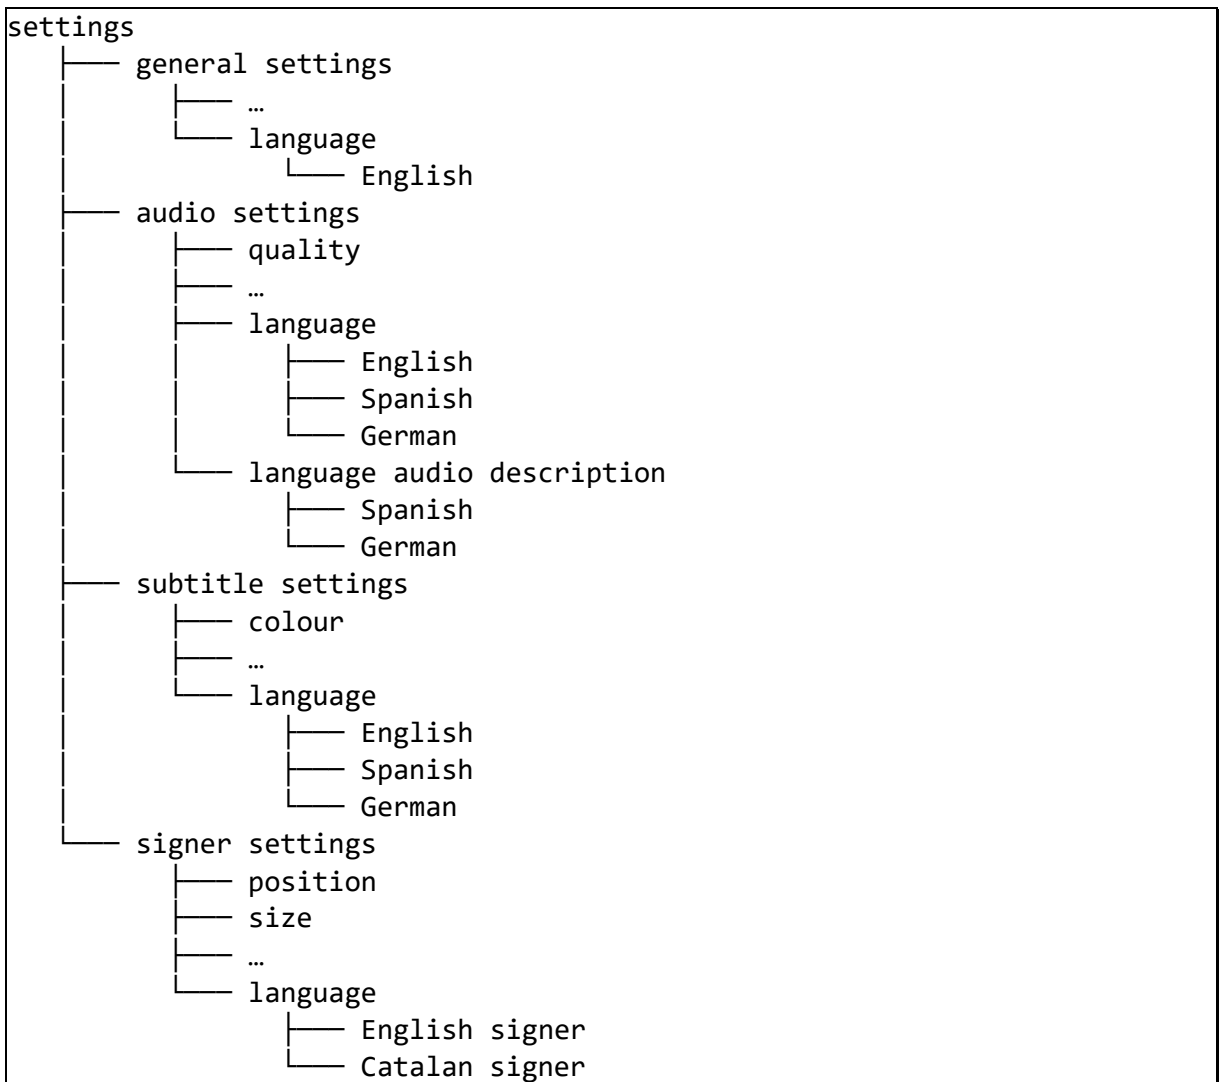 settings
general settings
…
language
English
audio settings
quality
…
language
English
Spanish
German
language audio description
Spanish
German
subtitle settings
colour
…
language
English
Spanish
German
signer settings
position
size
…
language
English signer
Catalan signer